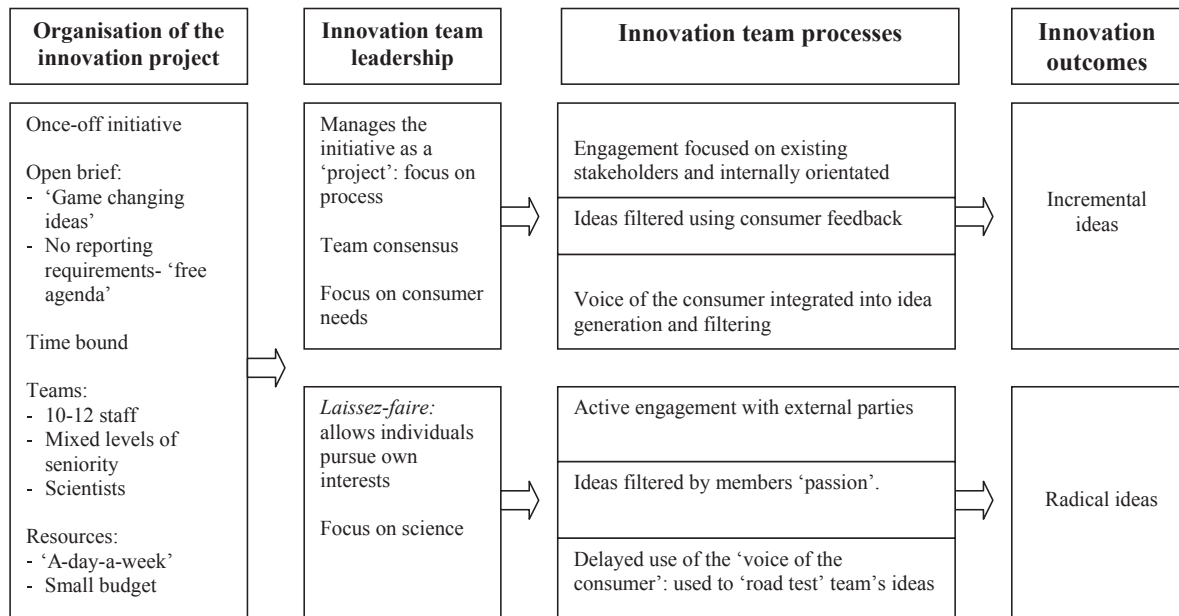 Organisation of the
innovation project
Innovation team
leadership
Innovation team processes
Innovation
outcomes
Once-off initiative
Open brief:
- ‘Game changing
ideas’
- No reporting
requirements- ‘free
agenda’
Time bound
Teams:
- 10-12 staff
- Mixed levels of
seniority
- Scientists
Resources:
- ‘A-day-a-week’
- Small budget
Manages the
initiative as a
‘project’: focus on
process
Team consensus
Focus on consumer
needs
Engagement focused on existing
stakeholders and internally orientated
Ideas filtered using consumer feedback
Voice of the consumer integrated into idea
generation and filtering
Incremental
ideas
Laissez-faire:
allows individuals
pursue own
interests
Focus on science
Active engagement with external parties
Ideas filtered by members ‘passion’.
Delayed use of the ‘voice of the
consumer’: used to ‘road test’ team’s ideas
Radical ideas